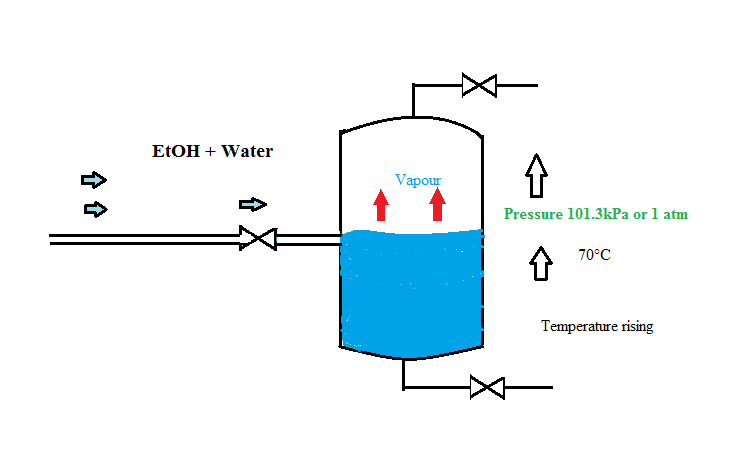 EtOH + Water
Vapour
Pressure 101.3kPa or 1 atm
70°C
Temperature rising